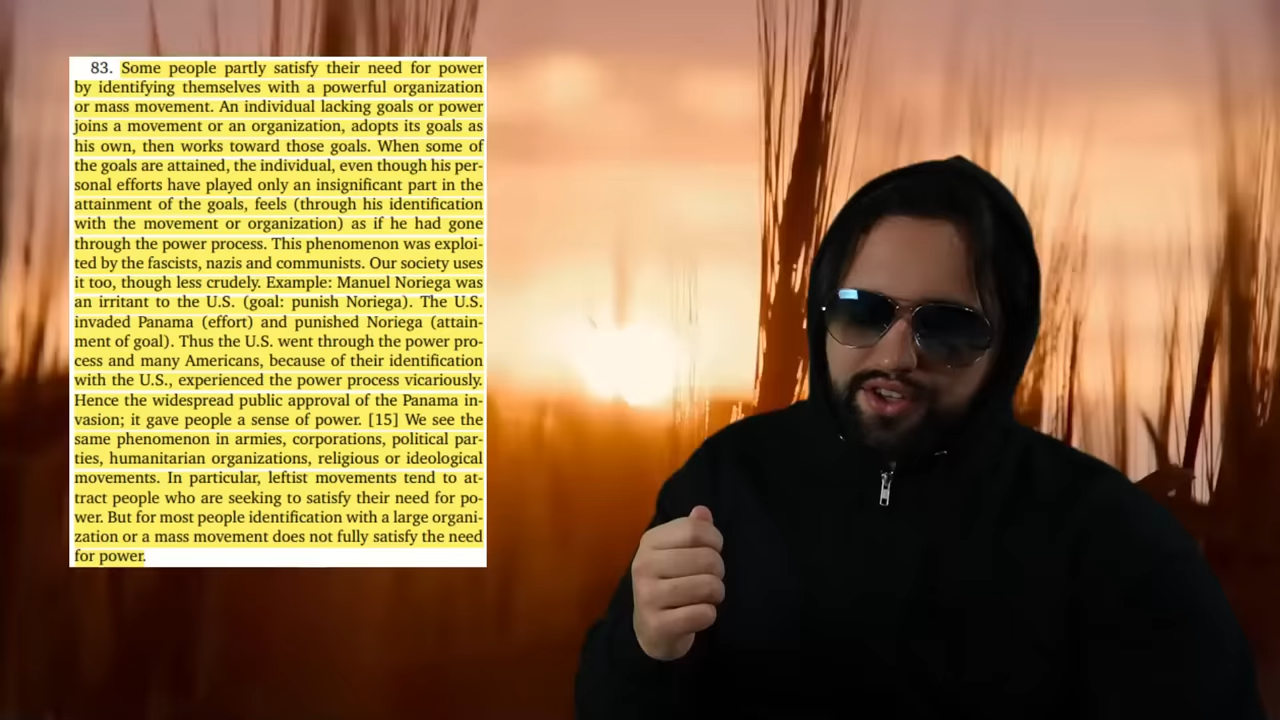 83. Some people partly satisfy their need for power
by identifying themselves with a powerful organization
or mass movement. An individual lacking goals or power
joins a movement or an organization, adopts its goals as
his own, then works toward those goals. When some of
the goals are attained, the individual, even though his per-
sonal efforts have played only an insignificant part in the
attainment of the goals, feels (through his identification
with the movement or organization) as if he had gone
through the power process. This phenomenon was exploi-
ted by the fascists, nazis and communists. Our society uses
it too, though less crudely. Example: Manuel Noriega was
an irritant to the U.S. (goal: punish Noriega). The U.S.
invaded Panama (effort) and punished Noriega (attain-
ment of goal). Thus the U.S. went through the power pro-
cess and many Americans, because of their identification
with the U.S., experienced the power process vicariously.
Hence the widespread public approval of the Panama in-
vasion; it gave people a sense of power. [15] We see the
same phenomenon in armies, corporations, political par-
ties, humanitarian organizations, religious or ideological
movements. In particular, leftist movements tend to at-
tract people who are seeking to satisfy their need for po-
wer. But for most people identification with a large organi-
zation or a mass movement does not fully satisfy the need
for power.